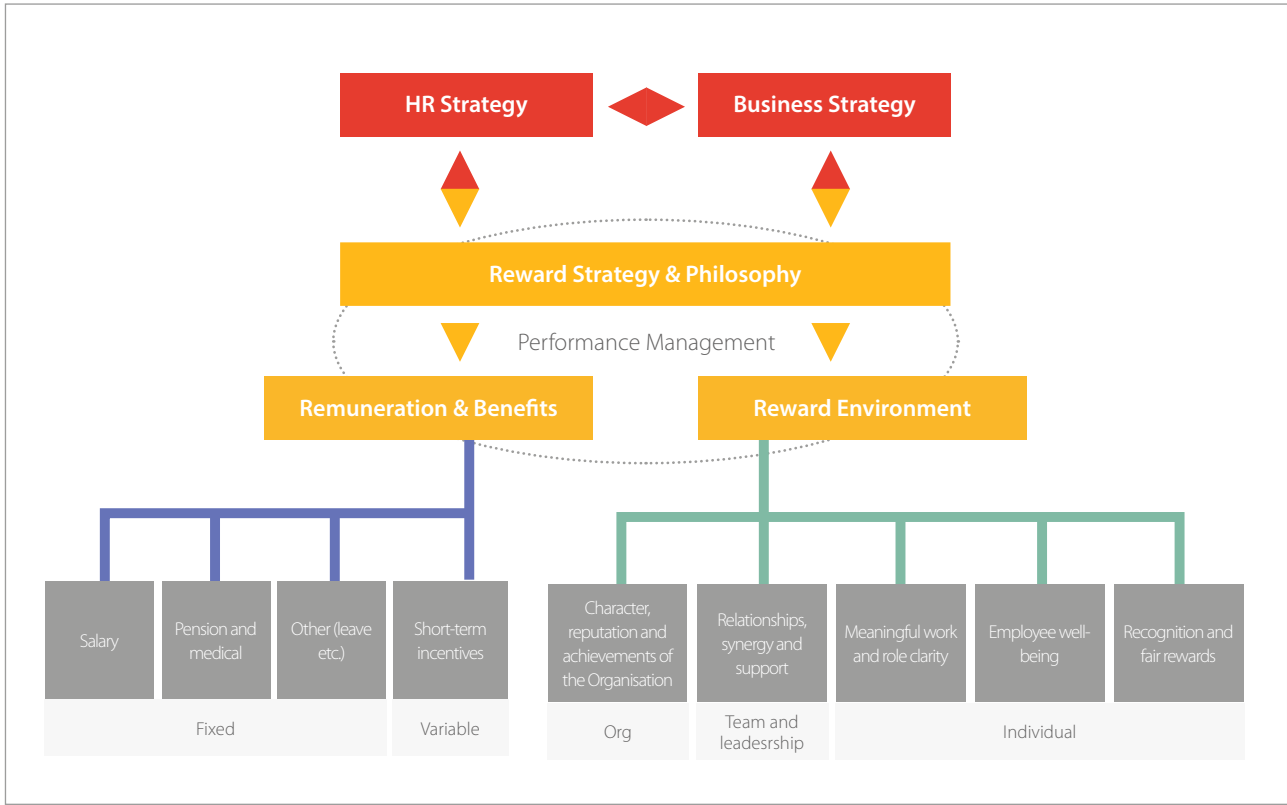 HR Strategy
Business Strategy
Reward Strategy & Philosophy
Performance Management
Remuneration & Benefits
Reward Environment
Salary
Pension and
medical
Other (leave
etc.)
Short-term
incentives
Character,
reputation and
achievements of
the Organisation
Relationships,
synergy and
support
Meaningful work
and role clarity
Employee well-
being
Recognition and
fair rewards
Fixed
Variable
Org
Team and
leadesrship
Individual